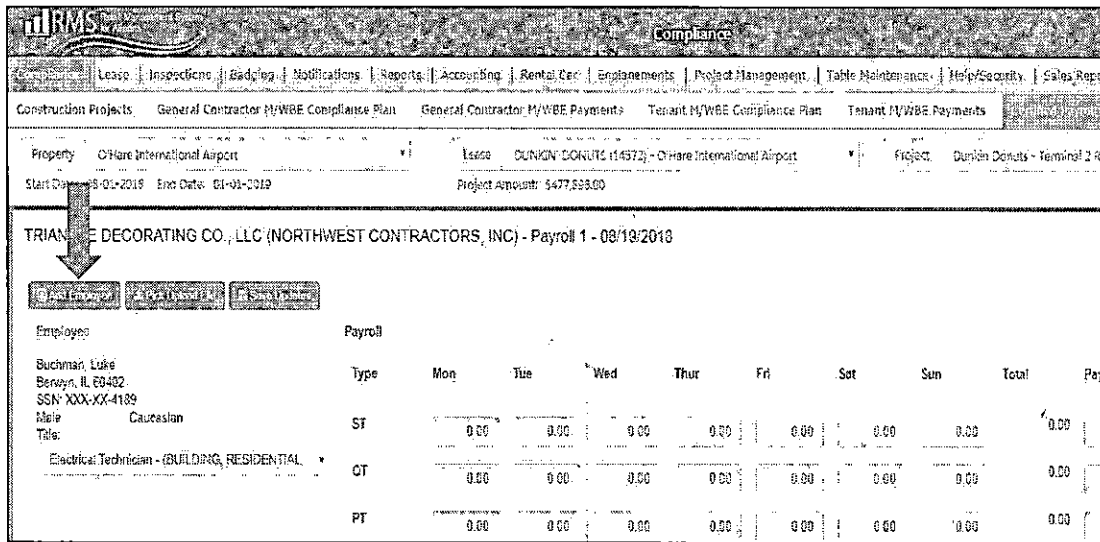 RMS
Compliance
Lease | Inspections | Badging | Notifications | Reports | Accounting | Rental Car | Enplanements | Project Management | Table Maintenance | Help/Security | Sales Rep
Construction Projects General Contractor M/WBE Compliance Plan General Contractor M/WBE Payments Tenant M/WBE Compliance Plan Tenant M/WBE Payments
Property O'Hare International Airport Lease DUNKIN' DONUTS (14572) - O'Hare International Airport Project Dunkin Donuts - Terminal 2
End Date: 01-01-2019 Project Amount:
DECORATING CO., LLC (NORTHWEST CONTRACTORS, INC) - Payroll 1 - 08/19/2018
Add Employee Pick Upload File Save Updates
Employee Payroll
Buchman, Luke
Berwyn, IL 60402
SSN: XXX-XX-4189
Type Mon Tue Wed Thur Fri Sat Sun Total Pa
Male Caucasian
Title:
ST 0.00 0.00 0.00 0.00 0.00 0.00 0.00 0.00
Electrical Technician - (BUILDING, RESIDENTIAL,
OT 0.00 0.00 0.00 0.00 0.00 0.00 0.00 0.00
PT 0.00 0.00 0.00 0.00 0.00 0.00 0.00 0.00